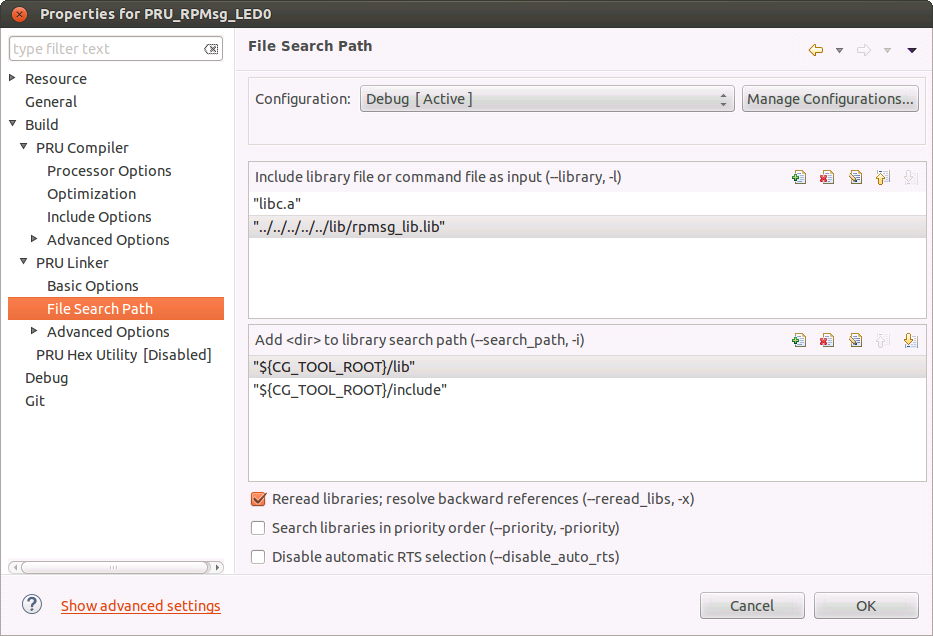 Properties for PRU_RPMsg_LED0
type filter text
Resource
General
Build
PRU Compiler
Processor Options
Optimization
Include Options
Advanced Options
PRU Linker
Basic Options
File Search Path
Advanced Options
PRU Hex Utility [Disabled]
Debug
Git
File Search Path
Configuration: Debug [ Active ] Manage Configurations...
Include library file or command file as input (--library, -l)
"libc.a"
"../../../../../lib/rpmsg_lib.lib"
Add <dir> to library search path (--search_path, -i)
"${CG_TOOL_ROOT}/lib"
"${CG_TOOL_ROOT}/include"
Reread libraries; resolve backward references (--reread_libs, -x)
Search libraries in priority order (--priority, -priority)
Disable automatic RTS selection (--disable_auto_rts)
? Show advanced settings Cancel OK